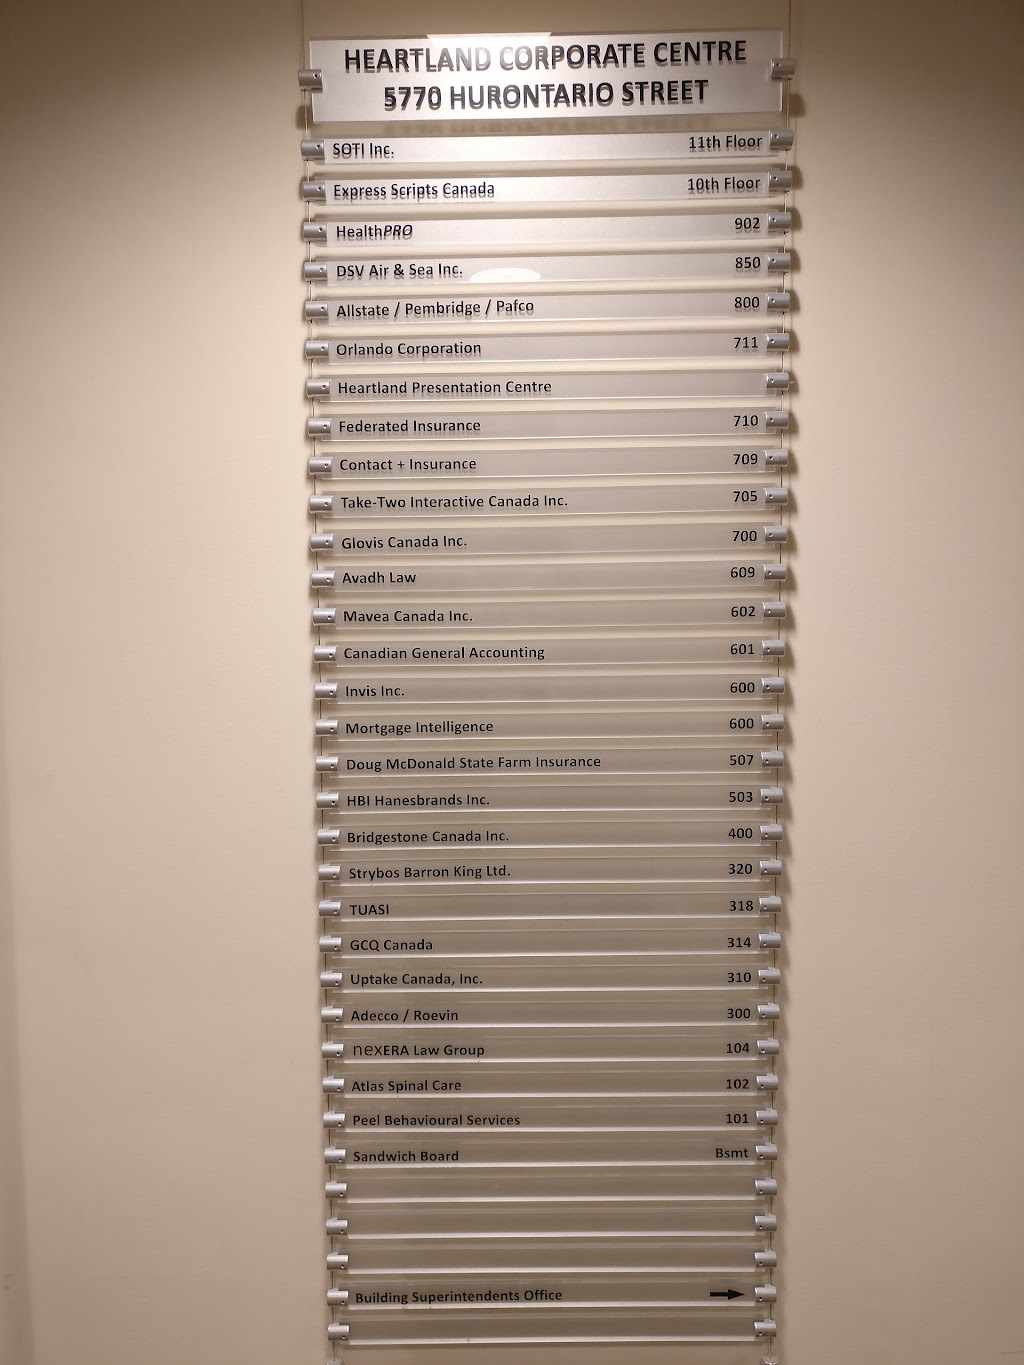 HEARTLAND CORPORATE CENTRE
5770 HURONTARIO STREET
SOTI Inc. 11th Floor
Express Scripts Canada 10th Floor
HealthPRO 902
DSV Air & Sea Inc. 850
Allstate / Pembridge / Pafco 800
Orlando Corporation 711
Heartland Presentation Centre
Federated Insurance 710
Contact + Insurance 709
Take-Two Interactive Canada Inc. 705
Glovis Canada Inc. 700
Avadh Law 609
Mavea Canada Inc. 602
Canadian General Accounting 601
Invis Inc. 600
Mortgage Intelligence 600
Doug McDonald State Farm Insurance 507
HBI Hanesbrands Inc. 503
Bridgestone Canada Inc. 400
Strybos Barron King Ltd. 320
TUASI 318
GCQ Canada 314
Uptake Canada, Inc. 310
Adecco / Roevin 300
nexERA Law Group 104
Atlas Spinal Care 102
Peel Behavioural Services 101
Sandwich Board Bsmt
Building Superintendents Office →